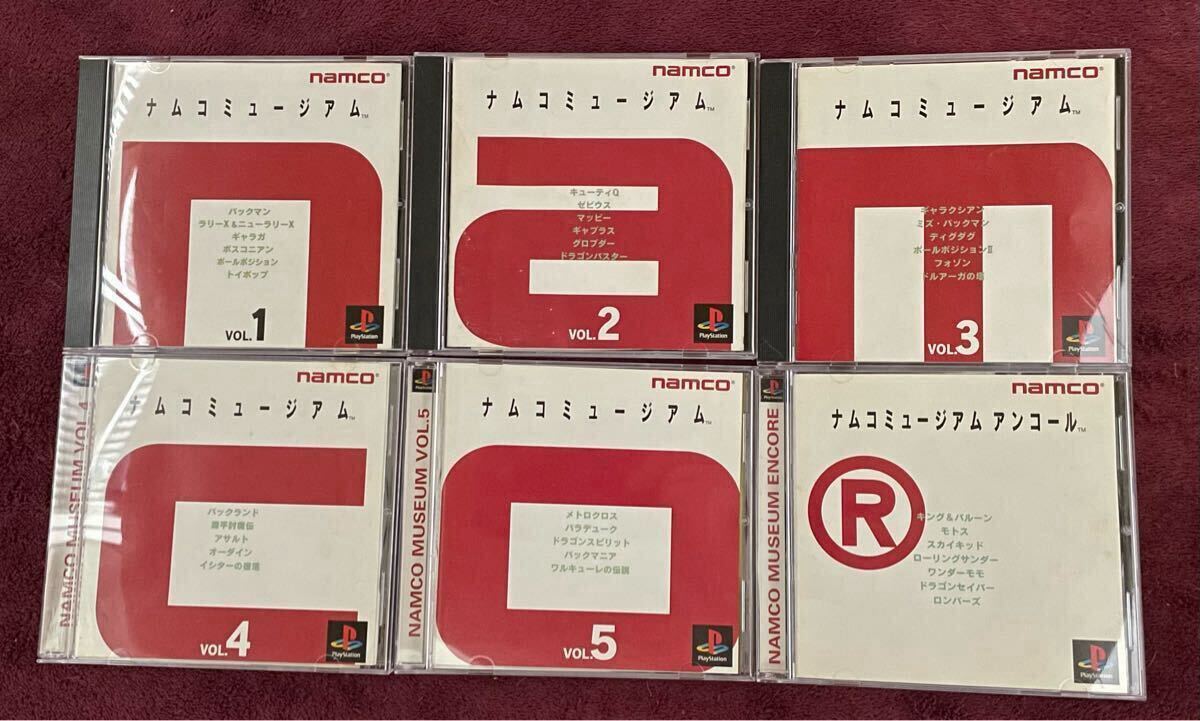 namco®
ナムコミュージアム™
パックマン
ラリーX&ニューラリーX
ギャラガ
ボスコニアン
ポールポジション
トイポップ
VOL.1
PlayStation
namco®
ナムコミュージアム™
キューティQ
ゼビウス
マッピー
ギャプラス
グロブダー
ドラゴンバスター
VOL.2
PlayStation
namco®
ナムコミュージアム™
ギャラクシアン
ミズ・パックマン
ディグダグ
ポールポジションII
フォゾン
ドルアーガの塔
VOL.3
PlayStation
NAMCO MUSEUM VOL.4
namco®
ナムコミュージアム™
パックランド
源平討魔伝
アサルト
オーダイン
イシターの復活
VOL.4
PlayStation
NAMCO MUSEUM VOL.5
namco®
ナムコミュージアム™
メトロクロス
バラデューク
ドラゴンスピリット
パックマニア
ワルキューレの伝説
VOL.5
PlayStation
NAMCO MUSEUM ENCORE
namco®
ナムコミュージアム アンコール™
R
キング&バルーン
モトス
スカイキッド
ローリングサンダー
ワンダーモモ
ドラゴンセイバー
ロンパーズ
PlayStation